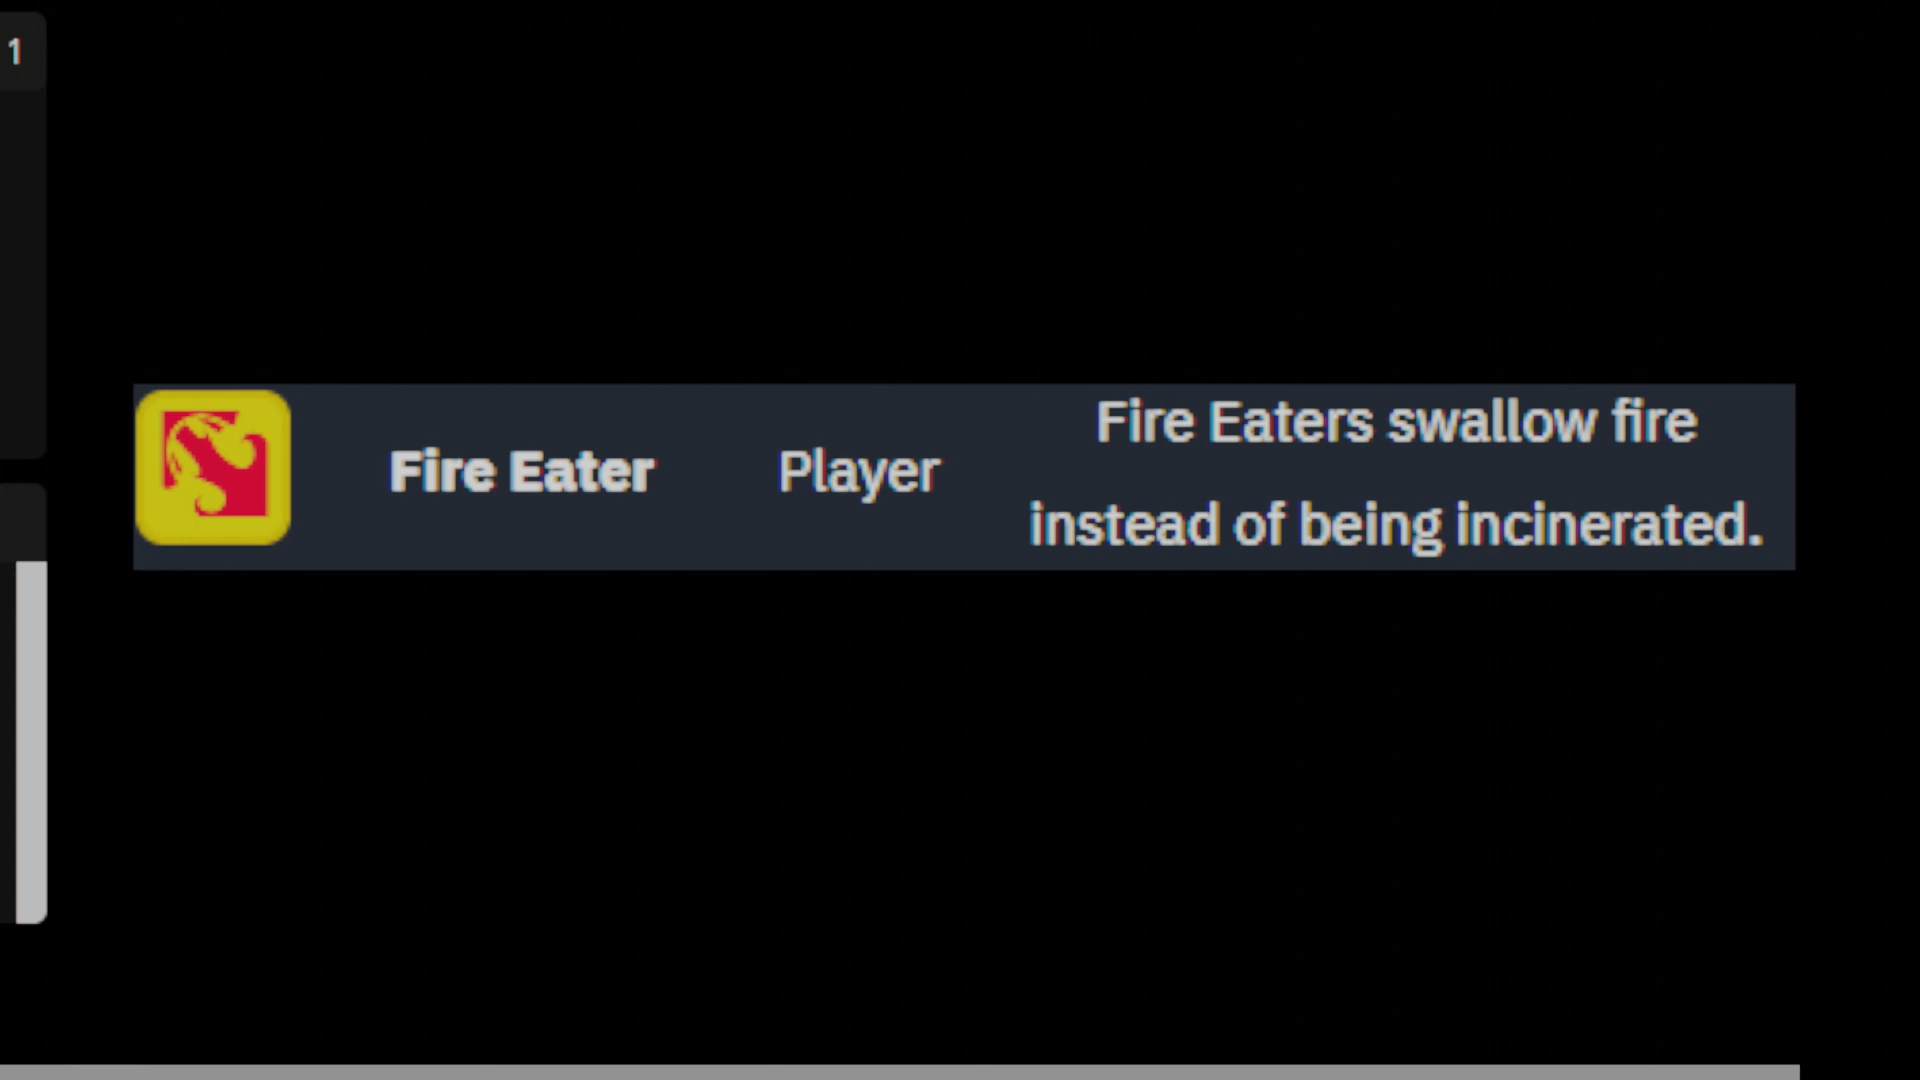 1
Fire Eater
Player
Fire Eaters swallow fire
instead of being incinerated.